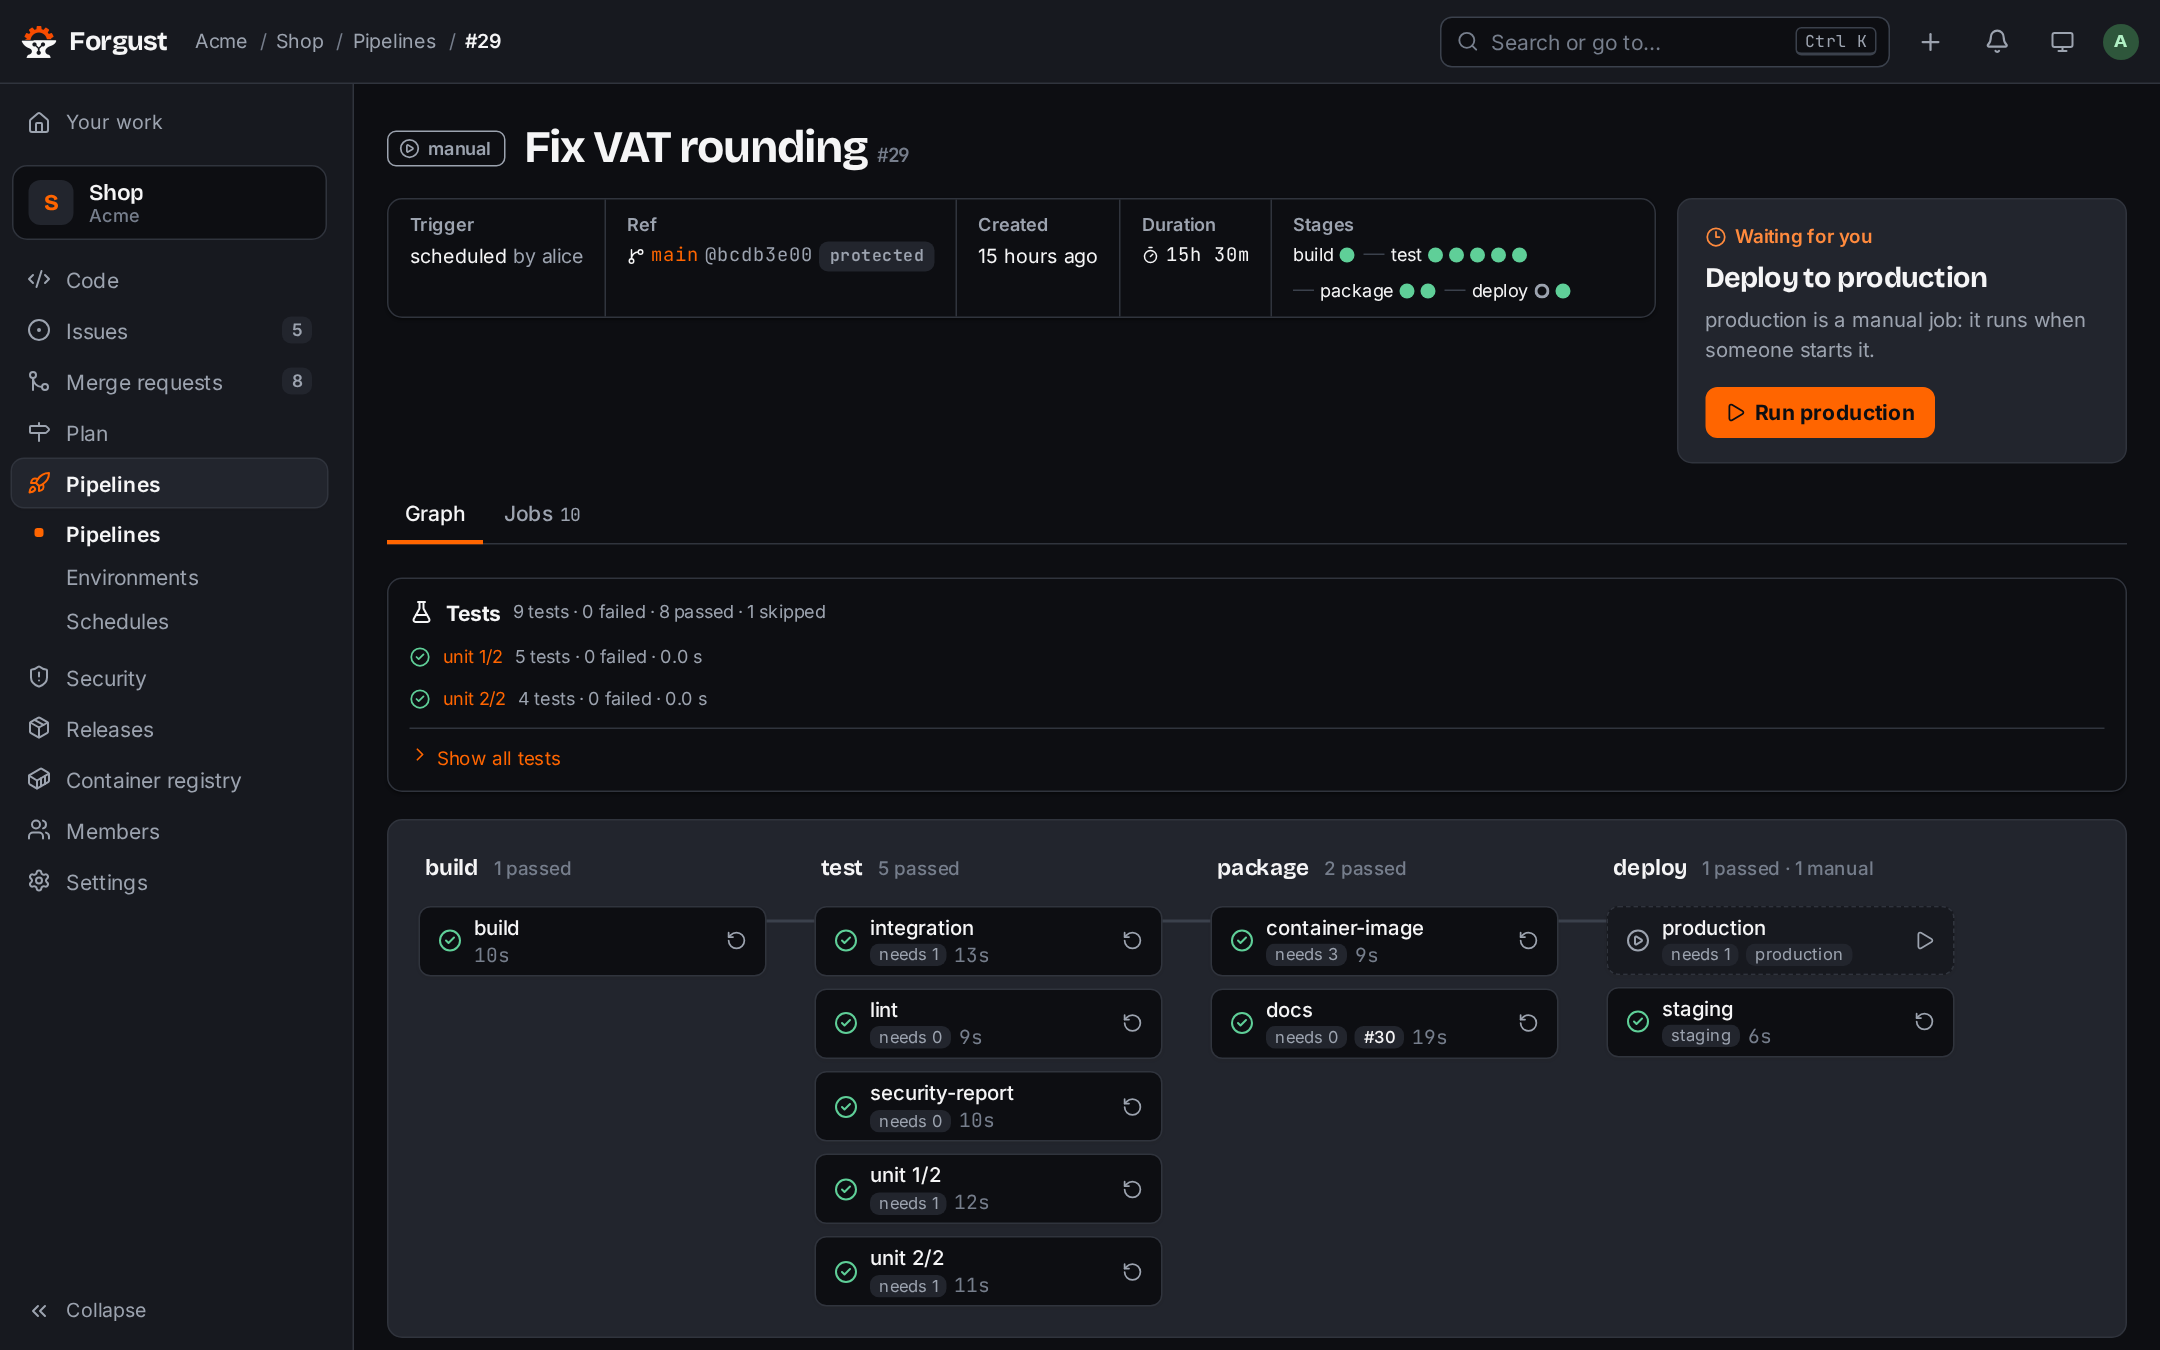 Forgust
Acme / Shop / Pipelines / #29
Search or go to...
Ctrl K
A
Your work
S
Shop
Acme
Code
Issues 5
Merge requests 8
Plan
Pipelines
Pipelines
Environments
Schedules
Security
Releases
Container registry
Members
Settings
Collapse
manual
Fix VAT rounding #29
Trigger
scheduled by alice
Ref
main @bcdb3e00 protected
Created
15 hours ago
Duration
15h 30m
Stages
build — test
— package — deploy
Waiting for you
Deploy to production
production is a manual job: it runs when
someone starts it.
Run production
Graph
Jobs 10
Tests 9 tests · 0 failed · 8 passed · 1 skipped
unit 1/2 5 tests · 0 failed · 0.0 s
unit 2/2 4 tests · 0 failed · 0.0 s
Show all tests
build 1 passed
build
10s
test 5 passed
integration
needs 1 13s
lint
needs 0 9s
security-report
needs 0 10s
unit 1/2
needs 1 12s
unit 2/2
needs 1 11s
package 2 passed
container-image
needs 3 9s
docs
needs 0 #30 19s
deploy 1 passed · 1 manual
production
needs 1 production
staging
staging 6s